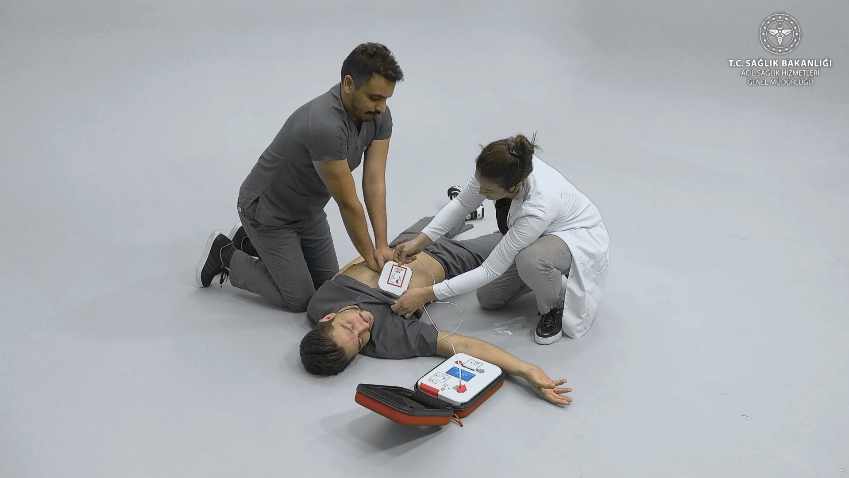 T.C. SAĞLIK BAKANLIĞI
ACİL SAĞLIK HİZMETLERİ
GENEL MÜDÜRLÜĞÜ